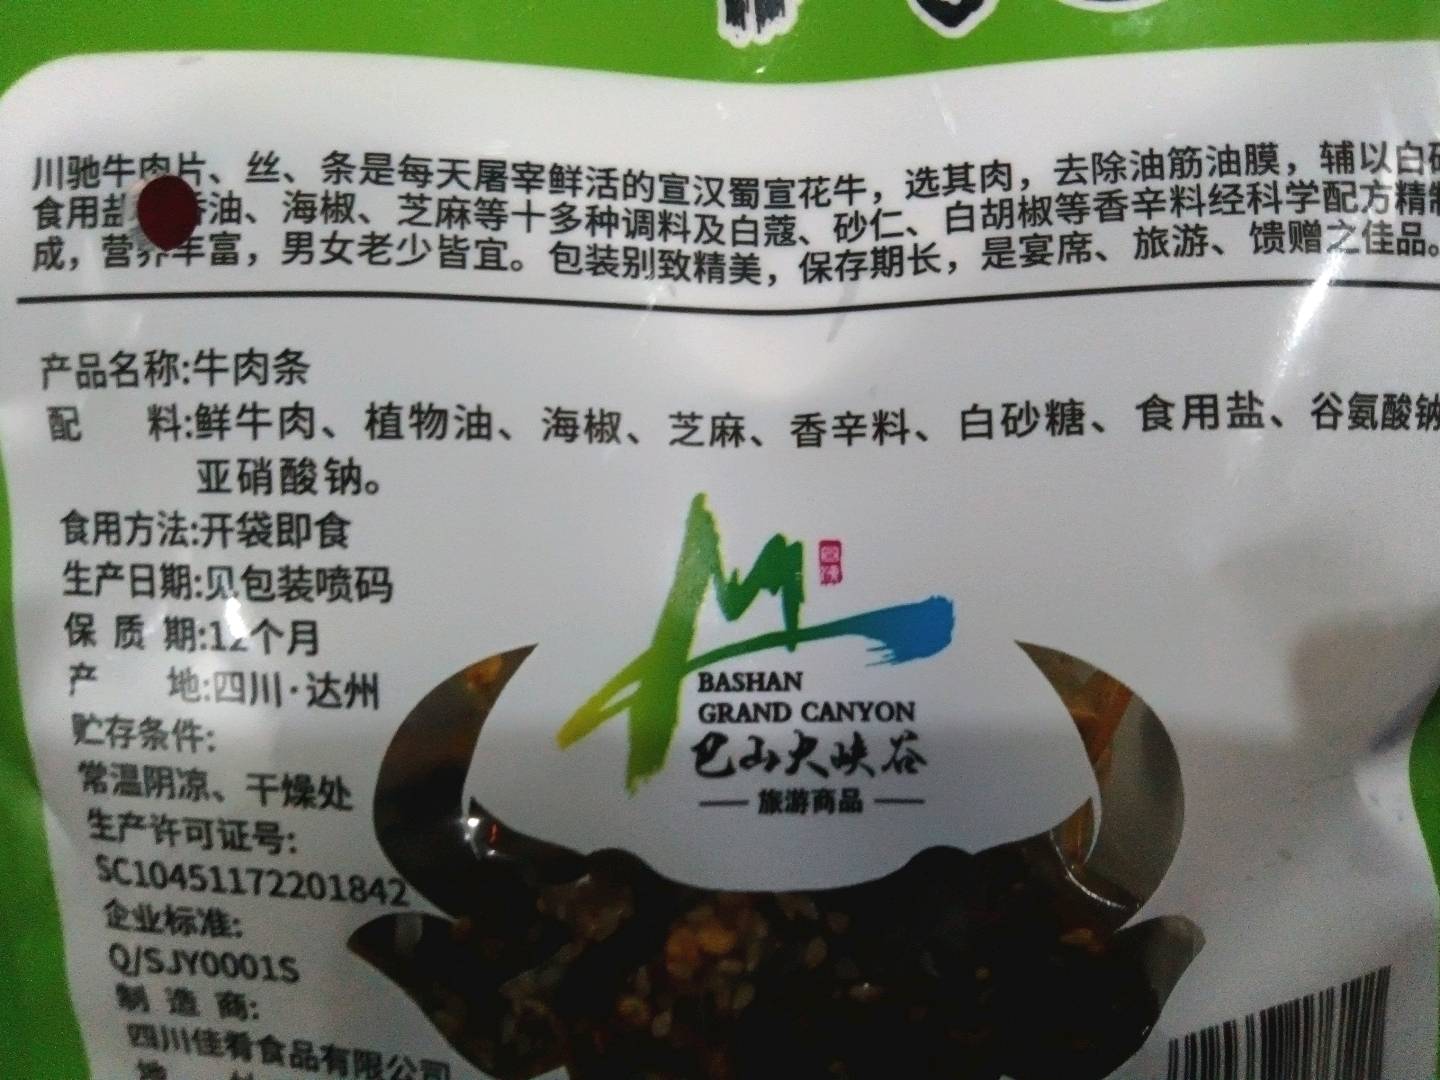 川驰牛肉片、丝、条是每天屠宰鲜活的宣汉蜀宣花牛，选其肉，去除油筋油膜，辅以白
食用盐 油、海椒、芝麻等十多种调料及白蔻、砂仁、白胡椒等香辛料经科学配方精制
成，营养丰富，男女老少皆宜。包装别致精美，保存期长，是宴席、旅游、馈赠之佳品。
产品名称:牛肉条
配 料:鲜牛肉、植物油、海椒、芝麻、香辛料、白砂糖、食用盐、谷氨酸钠
亚硝酸钠。
食用方法:开袋即食
生产日期:见包装喷码
保 质 期:12个月
产 地:四川·达州
贮存条件:
常温阴凉、干燥处
生产许可证号:
SC10451172201842
企业标准:
Q/SJY0001S
制 造 商:
四川佳肴食品有限公司
BASHAN
GRAND CANYON
巴山大峡谷
旅游商品